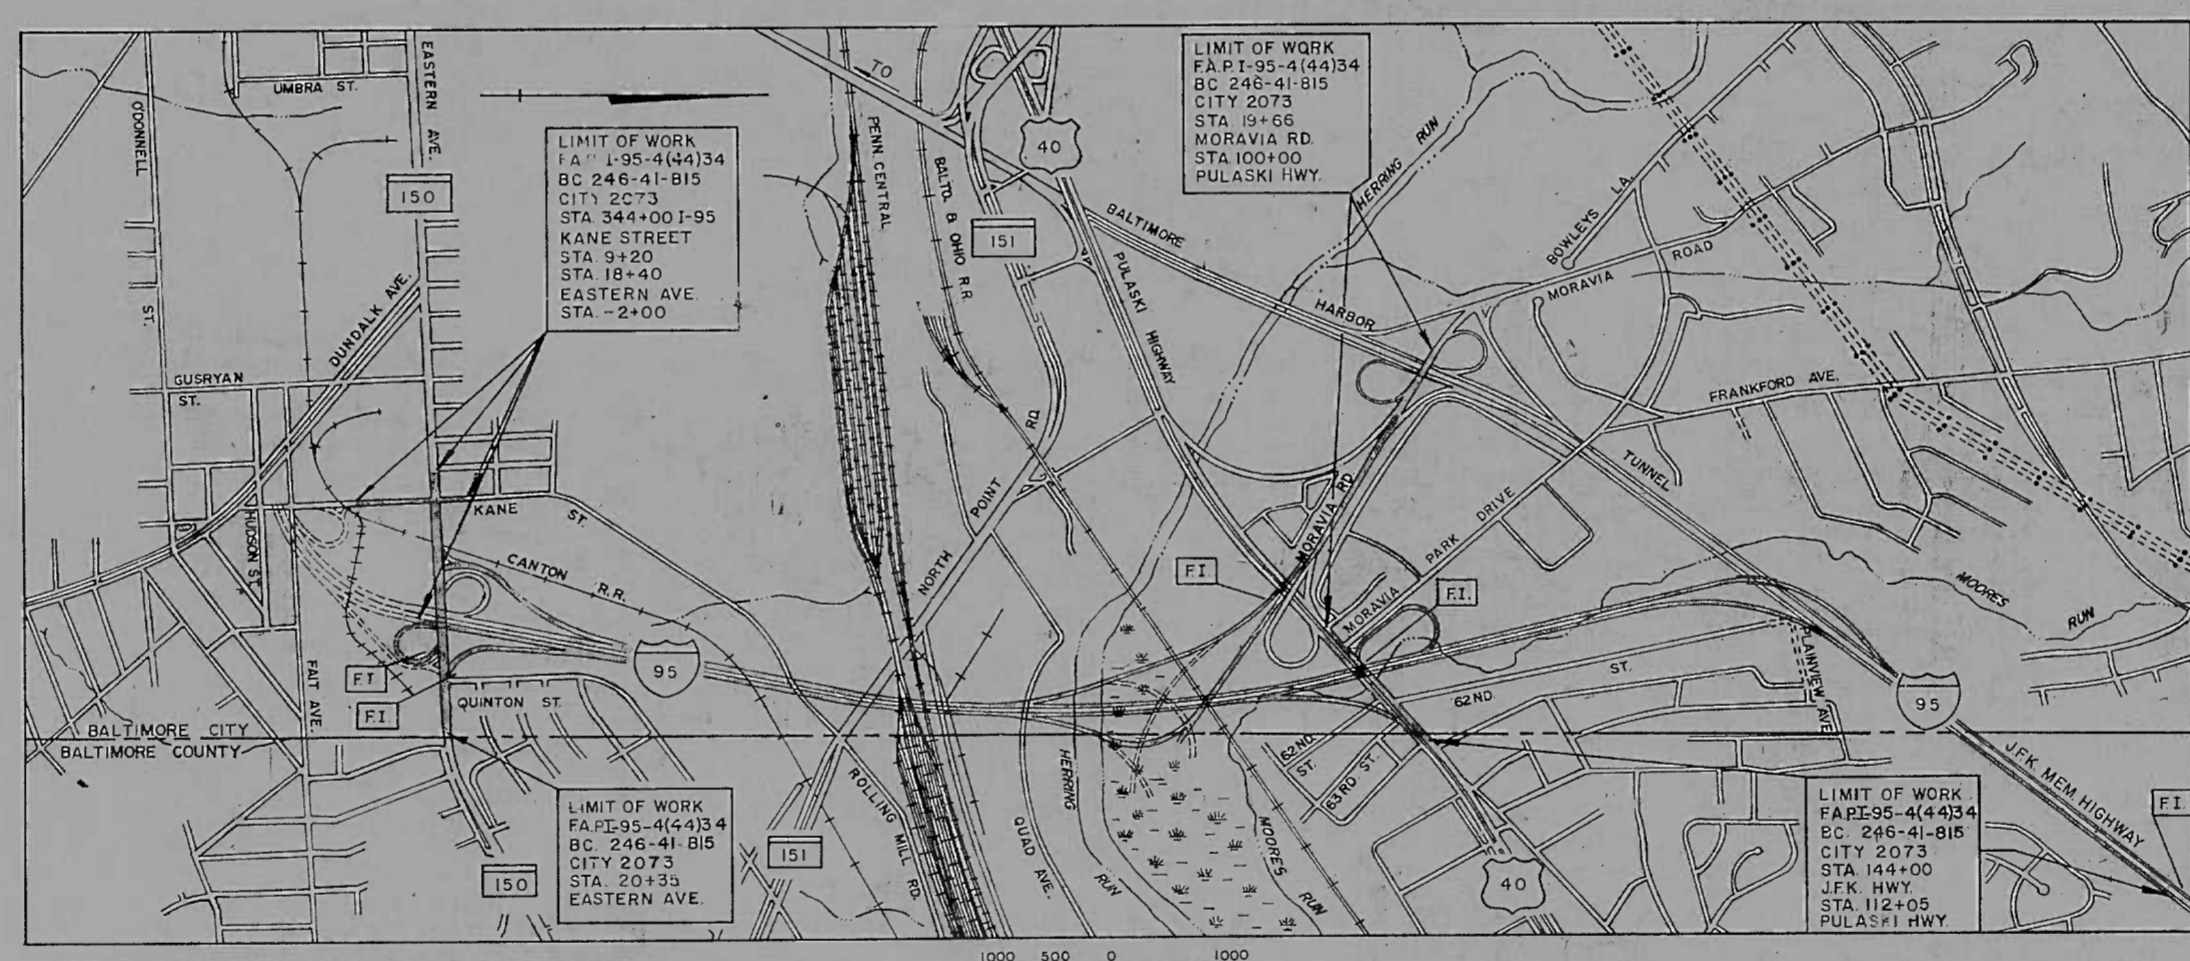 UMBRA ST.
EASTERN AVE.
O'DONNELL
ST.
150
LIMIT OF WORK
I-95-4(44)34
BC 246-41-815
CITY 2073
STA. 344+00 I-95
KANE STREET
STA. 9+20
STA. 18+40
EASTERN AVE.
STA. -2+00
TO
PENN. CENTRAL
BALTO. & OHIO R.R.
40
151
LIMIT OF WORK
F.A.P. I-95-4(44)34
BC 246-41-815
CITY 2073
STA. 19+66
MORAVIA RD.
STA. 100+00
PULASKI HWY.
HERRING RUN
BALTIMORE
HARBOR
TUNNEL
PULASKI HIGHWAY
BOWLEYS LA.
MORAVIA ROAD
FRANKFORD AVE.
DUNDALK AVE.
GUSRYAN
ST.
HUDSON ST.
KANE ST.
CANTON R.R.
NORTH POINT RD.
MORAVIA RD
MORAVIA PARK DRIVE
F.I.
F.I.
MOORES RUN
95
F.I.
F.I.
FAIT AVE.
QUINTON ST.
62ND. ST.
PLAINVIEW AVE
95
BALTIMORE CITY
BALTIMORE COUNTY
62ND.
ST.
63RD. ST.
J.F.K. MEM. HIGHWAY
F.I.
ROLLING MILL RD.
QUAD AVE.
HERRING RUN
MOORES RUN
151
150
40
LIMIT OF WORK
F.A.P.I-95-4(44)34
BC. 246-41-815
CITY 2073
STA. 20+35
EASTERN AVE.
LIMIT OF WORK
F.A.P.I-95-4(44)34
BC. 246-41-815
CITY 2073
STA. 144+00
J.F.K. HWY.
STA. 112+05
PULASKI HWY.
1000 500 0 1000